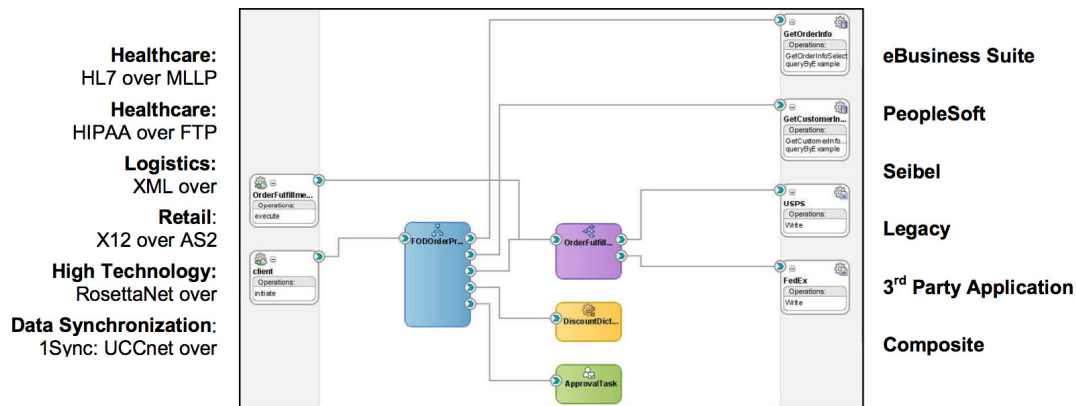 Healthcare:
HL7 over MLLP
Healthcare:
HIPAA over FTP
Logistics:
XML over
Retail:
X12 over AS2
High Technology:
RosettaNet over
Data Synchronization:
1Sync: UCCnet over
OrderFulfillme...
Operations:
execute
client
Operations:
initiate
FODOrderPr...
OrderFulfill...
DiscountDict...
ApprovalTask
GetOrderInfo
Operations:
GetOrderInfoSelect
queryByExample
GetCustomerIn...
Operations:
GetCustomerInfo...
queryByExample
USPS
Operations:
Write
FedEx
Operations:
Write
eBusiness Suite
PeopleSoft
Seibel
Legacy
3rd Party Application
Composite